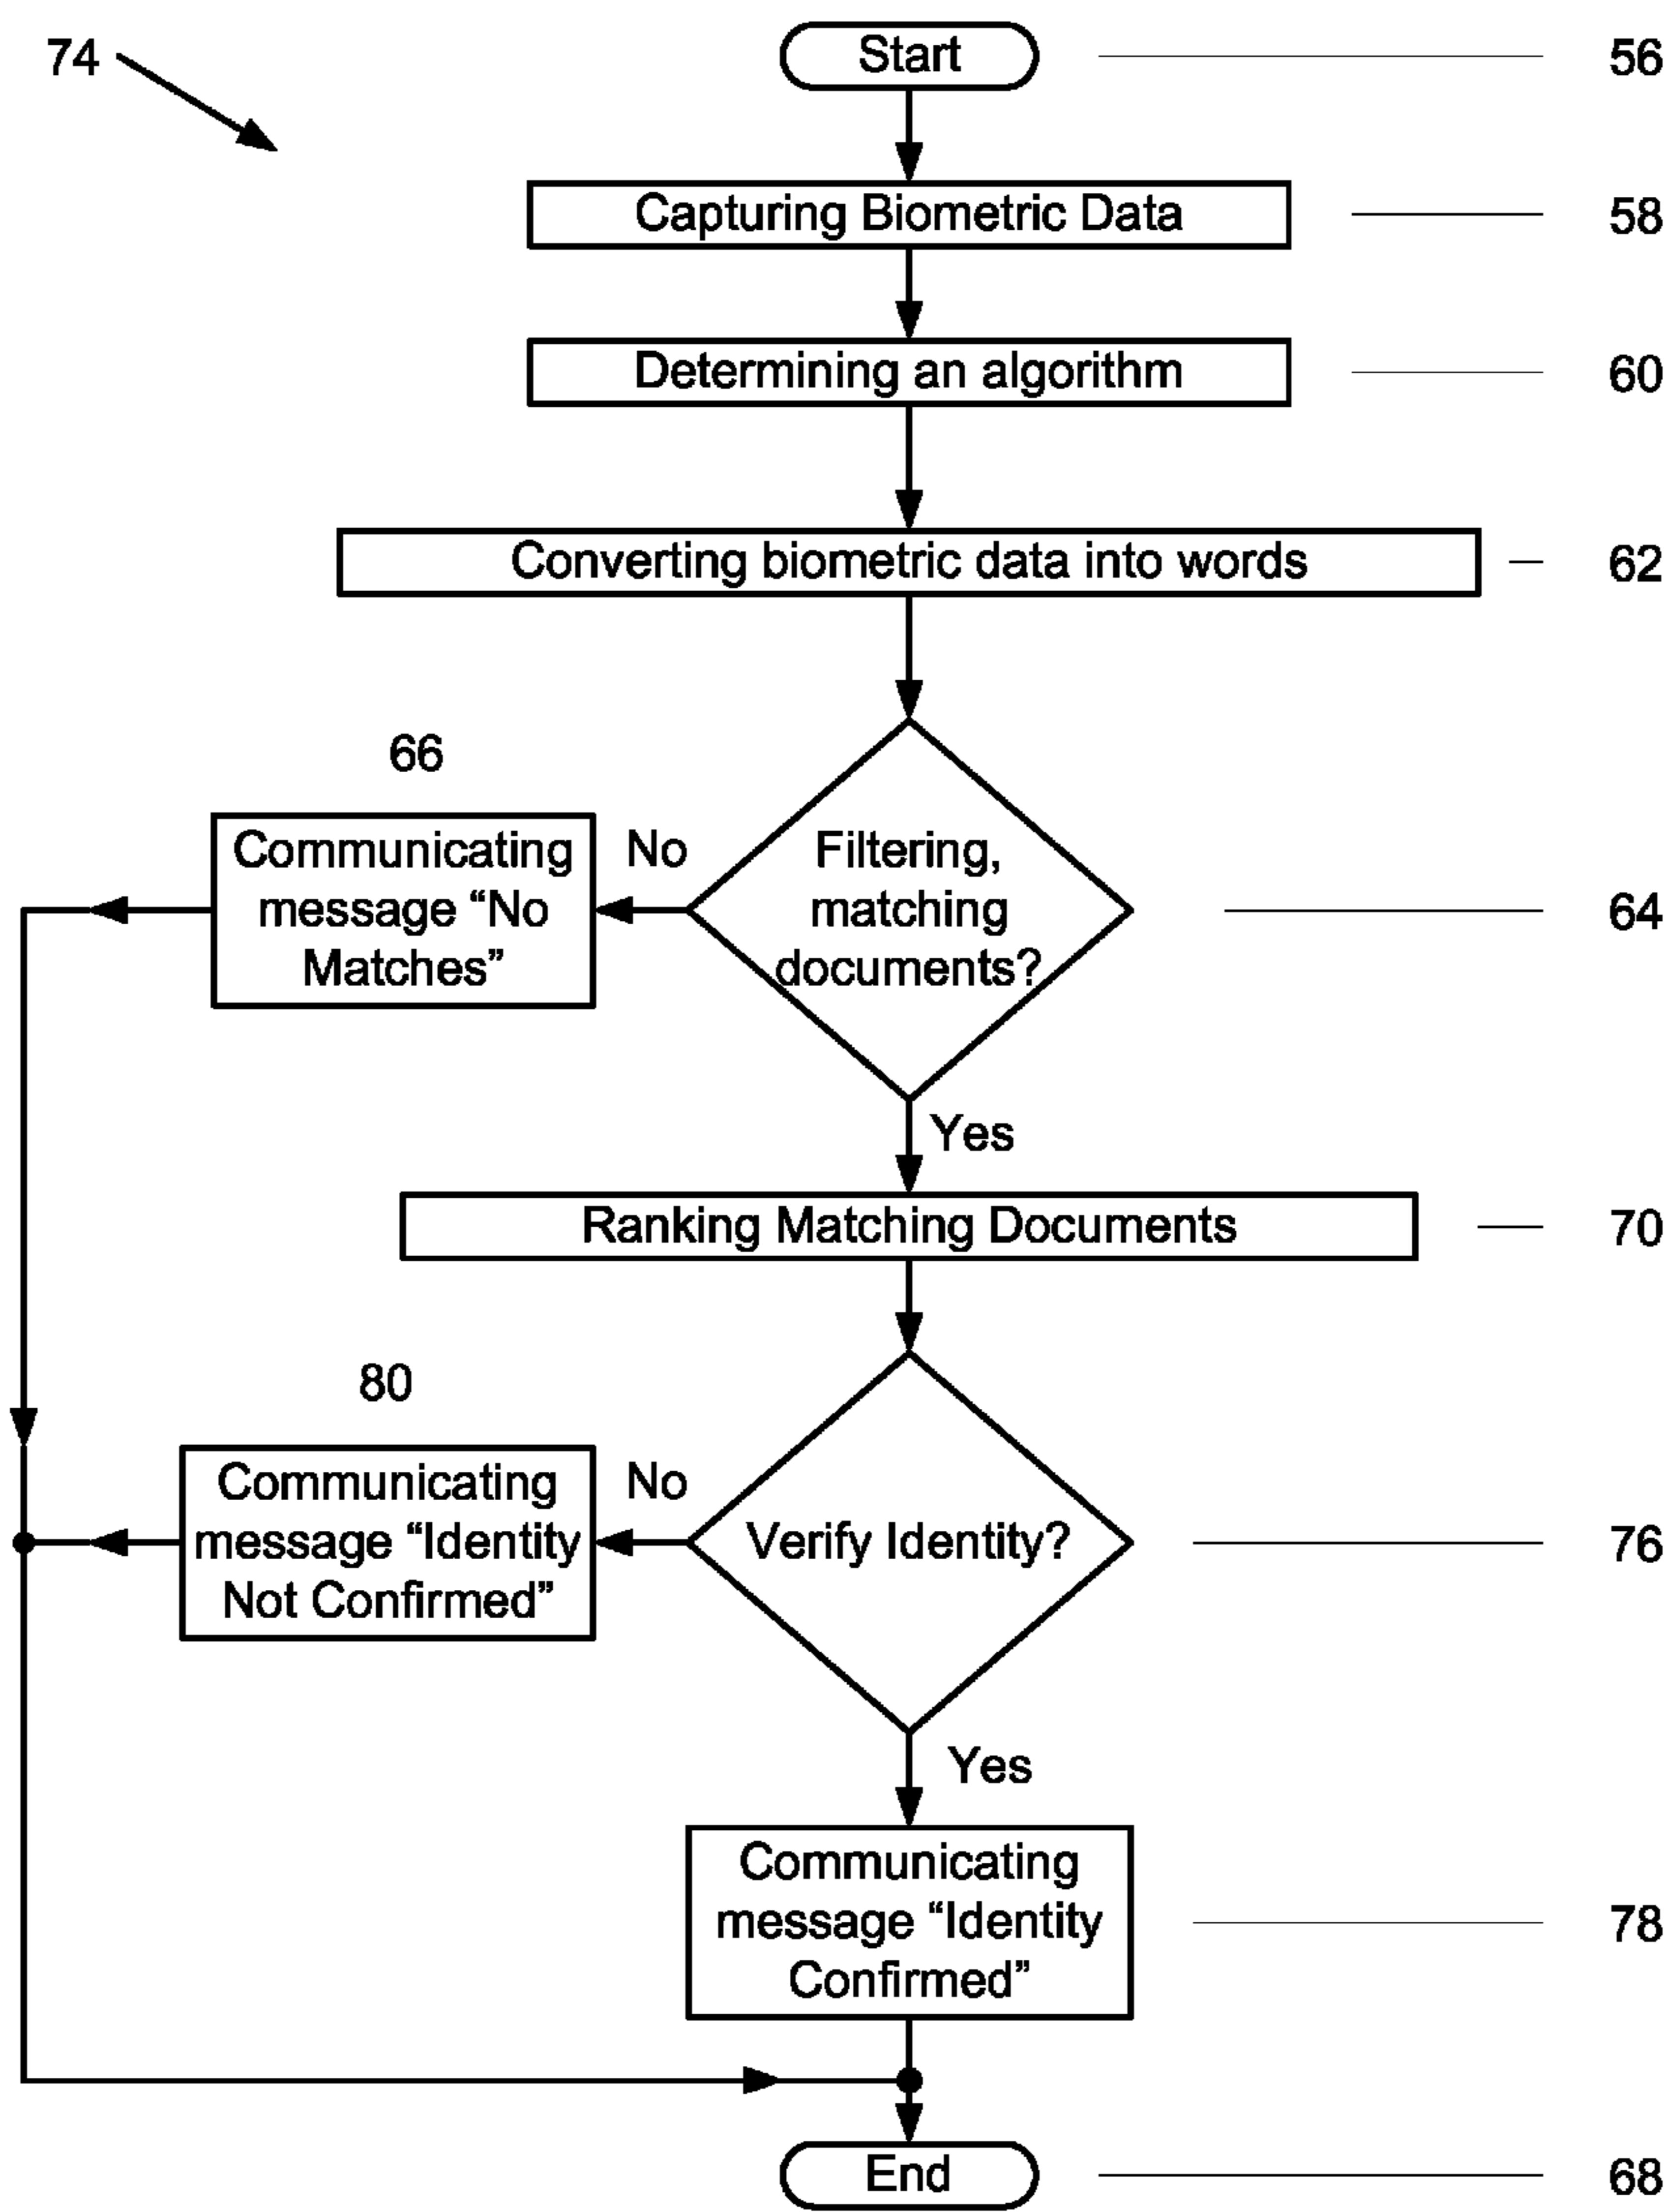 74
Start
56
Capturing Biometric Data
58
Determining an algorithm
60
Converting biometric data into words
62
66
Communicating
message “No
Matches”
No
Filtering,
matching
documents?
64
Yes
Ranking Matching Documents
70
80
Communicating
message “Identity
Not Confirmed”
No
Verify Identity?
76
Yes
Communicating
message “Identity
Confirmed”
78
End
68